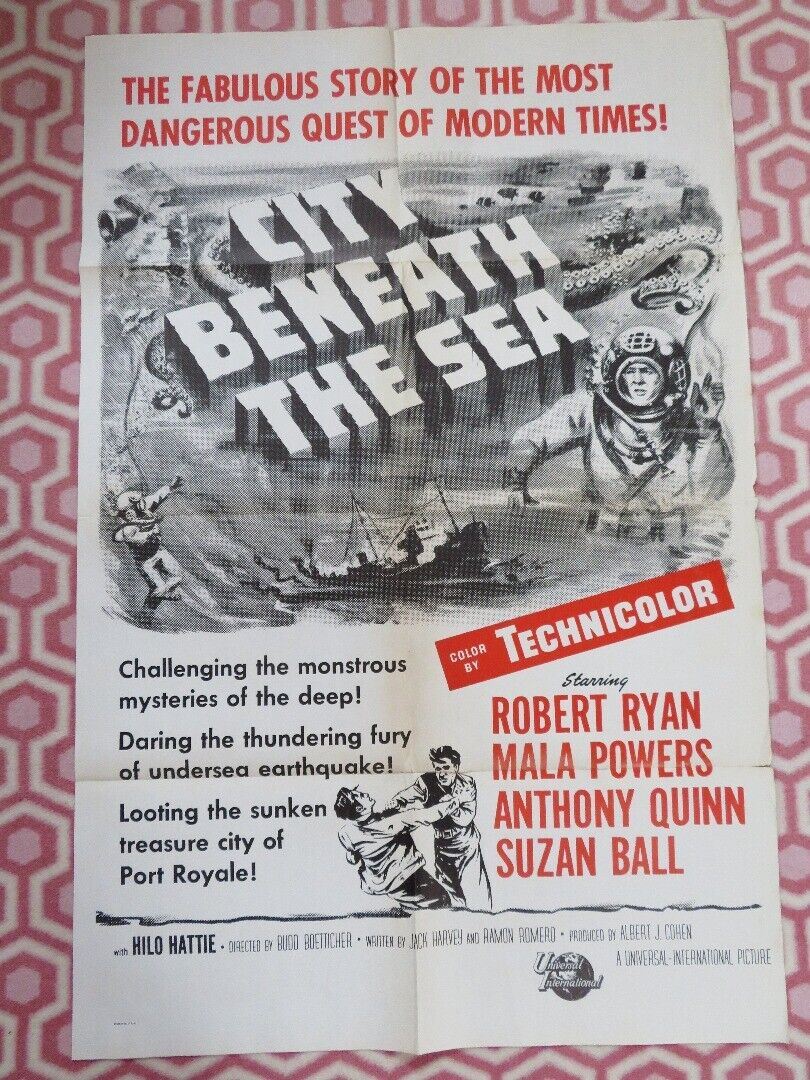 THE FABULOUS STORY OF THE MOST
DANGEROUS QUEST OF MODERN TIMES!
CITY
BENEATH
THE SEA
COLOR BY TECHNICOLOR
Challenging the monstrous
mysteries of the deep!
Daring the thundering fury
of undersea earthquake!
Looting the sunken
treasure city of
Port Royale!
Starring
ROBERT RYAN
MALA POWERS
ANTHONY QUINN
SUZAN BALL
with HILO HATTIE • DIRECTED BY BUDD BOETTICHER • WRITTEN BY JACK HARVEY AND RAMON ROMERO • PRODUCED BY ALBERT J. COHEN
Universal
International
A UNIVERSAL-INTERNATIONAL PICTURE